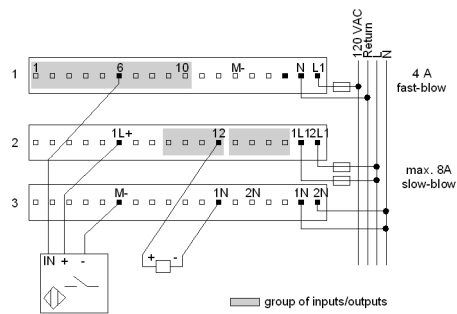 120 VAC
Return
L
N
1 6 10 M- N L1
1
4 A
fast-blow
1L+ 12 1L1 2L1
2
max. 8A
slow-blow
M- 1N 2N 1N 2N
3
IN + -
+ -
group of inputs/outputs